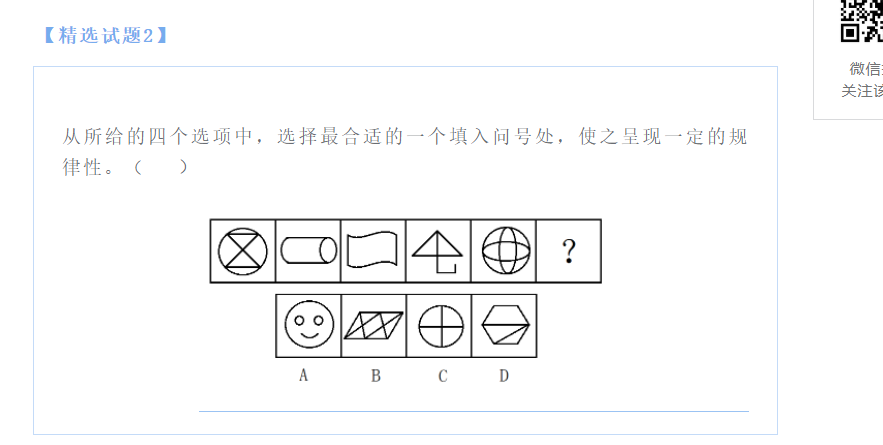 【精选试题2】
微信
关注该
从所给的四个选项中，选择最合适的一个填入问号处，使之呈现一定的规
律性。（　　）
?
A B C D